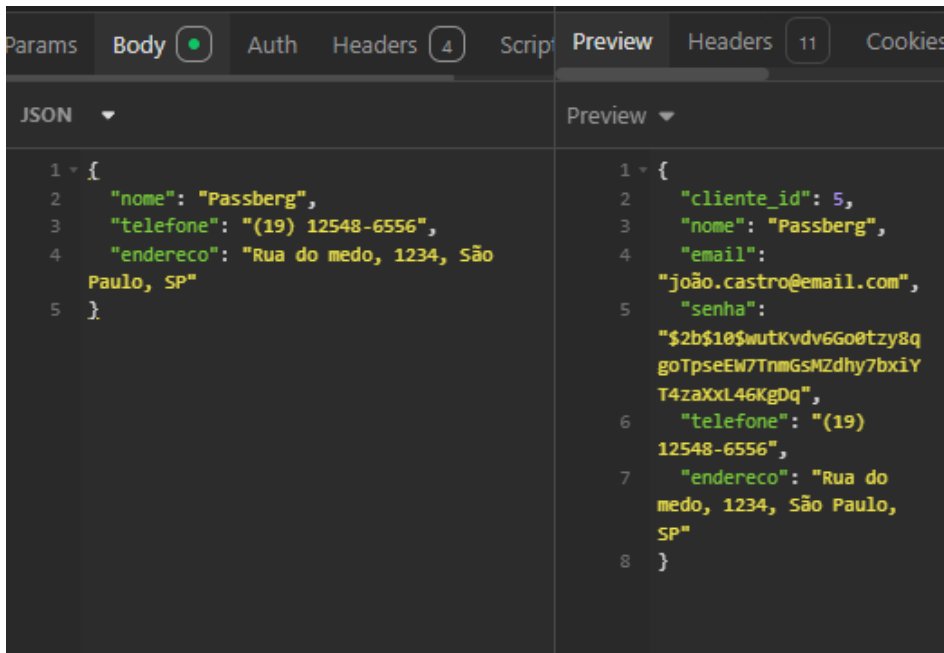 Params Body Auth Headers 4 Script
JSON
1 {
2 "nome": "Passberg",
3 "telefone": "(19) 12548-6556",
4 "endereco": "Rua do medo, 1234, São
Paulo, SP"
5 }
Preview Headers 11 Cookies
Preview
1 {
2 "cliente_id": 5,
3 "nome": "Passberg",
4 "email":
"joão.castro@email.com",
5 "senha":
"$2b$10$wutKvdv6Go0tzy8q
goTpseEW7TnmGsMZdhy7bxiY
T4zaXxL46KgDq",
6 "telefone": "(19)
12548-6556",
7 "endereco": "Rua do
medo, 1234, São Paulo,
SP"
8 }